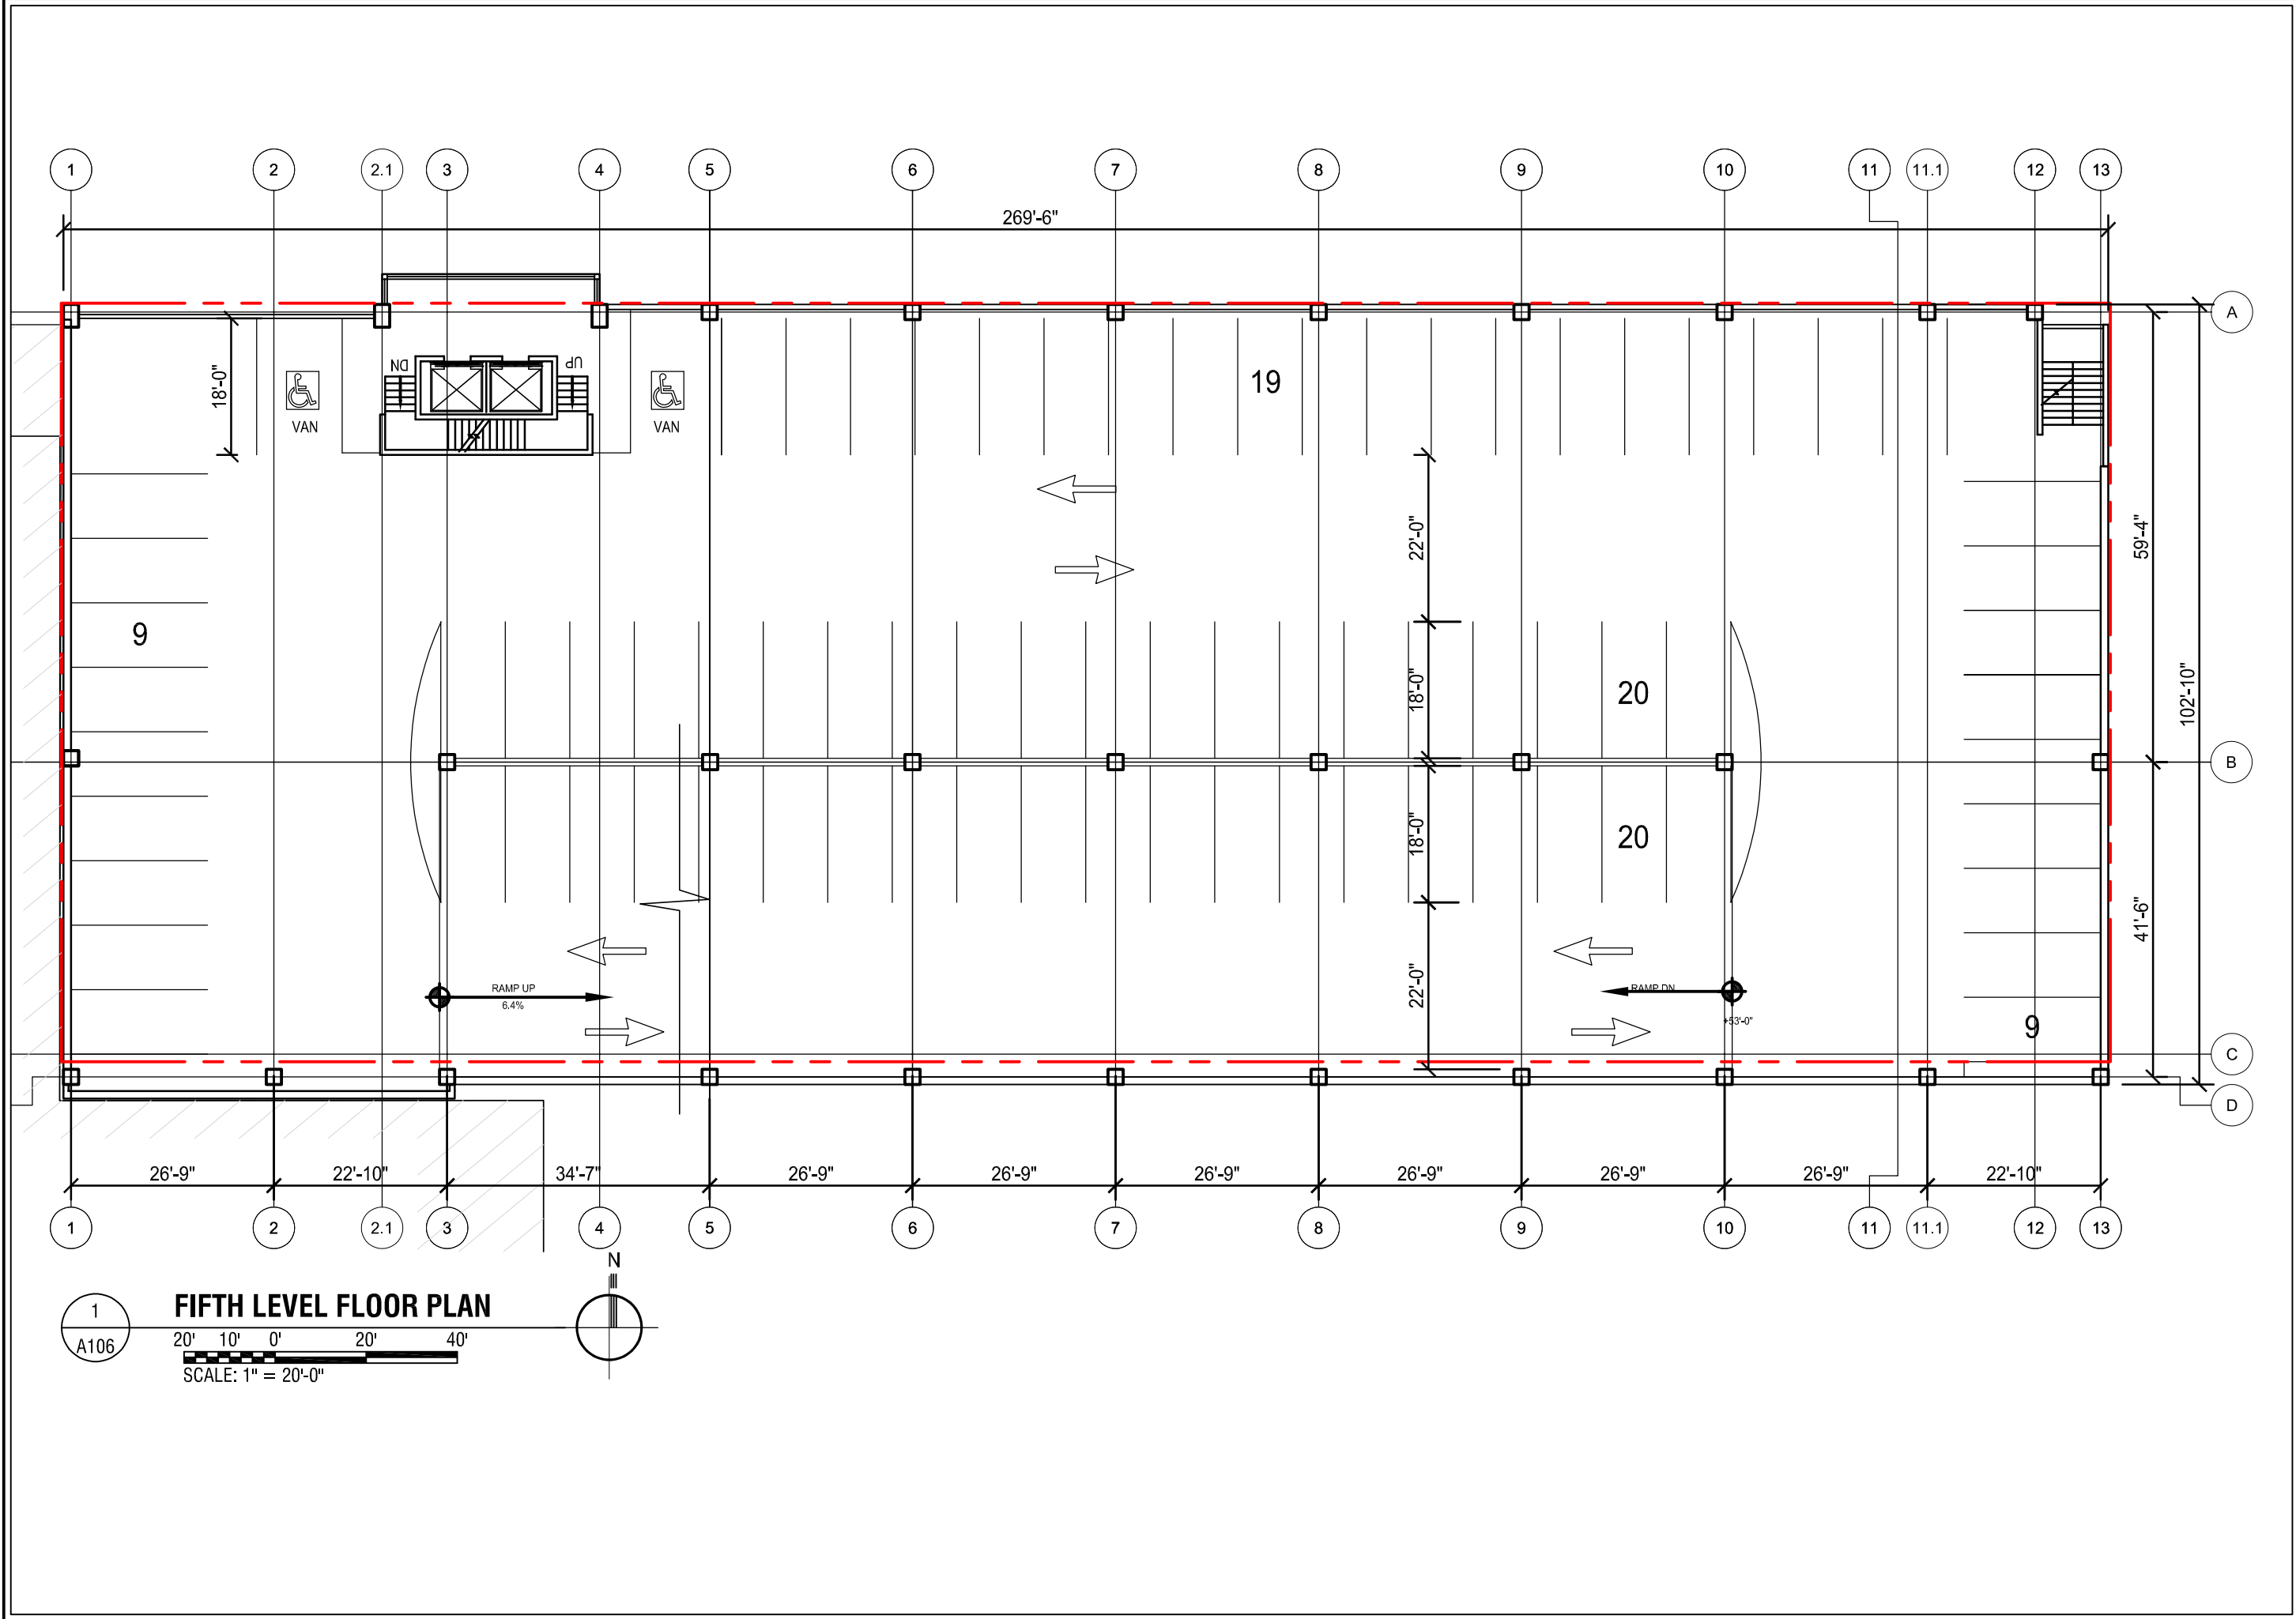 1 2 2.1 3 4 5 6 7 8 9 10 11 11.1 12 13
269'-6"
A
DN UP
18'-0" 19
VAN VAN
22'-0" 59'-4"
9
18'-0" 20 102'-10"
B
18'-0" 20
41'-6"
22'-0"
RAMP UP RAMP DN
6.4% +53'-0"
9
C
D
26'-9" 22'-10" 34'-7" 26'-9" 26'-9" 26'-9" 26'-9" 26'-9" 26'-9" 22'-10"
1 2 2.1 3 4 5 6 7 8 9 10 11 11.1 12 13
N
1 FIFTH LEVEL FLOOR PLAN
A106 20' 10' 0' 20' 40'
SCALE: 1" = 20'-0"